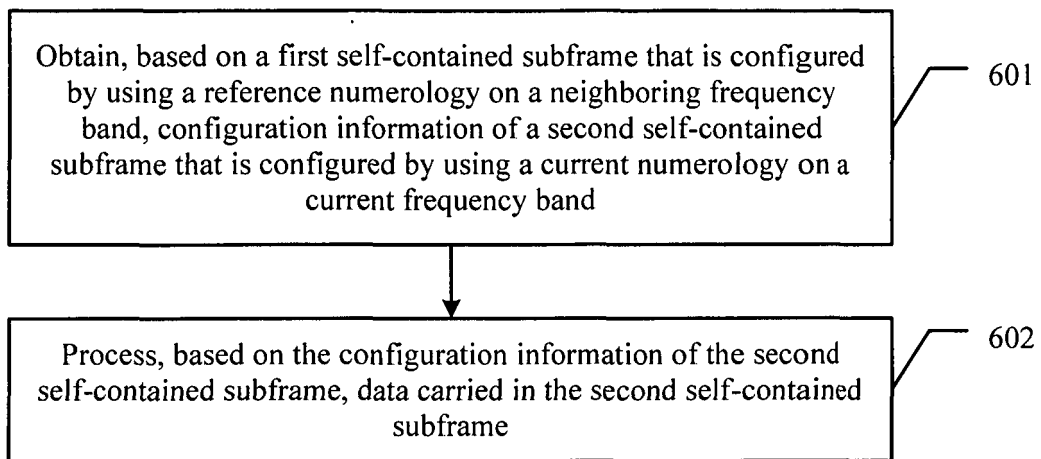 Obtain, based on a first self-contained subframe that is configured
by using a reference numerology on a neighboring frequency
band, configuration information of a second self-contained
subframe that is configured by using a current numerology on a
current frequency band
601
Process, based on the configuration information of the second
self-contained subframe, data carried in the second self-contained
subframe
602